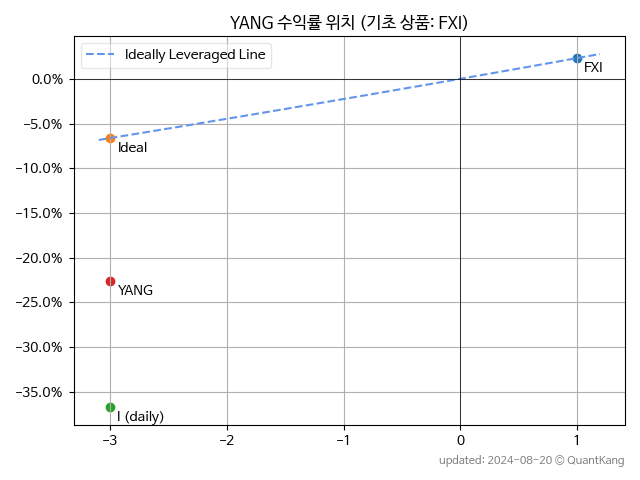 YANG 수익률 위치 (기초 상품: FXI)
Ideally Leveraged Line
FXI
0.0%
−5.0%
Ideal
−10.0%
−15.0%
−20.0%
YANG
−25.0%
−30.0%
−35.0%
I (daily)
−3 −2 −1 0 1
updated: 2024-08-20 © QuantKang